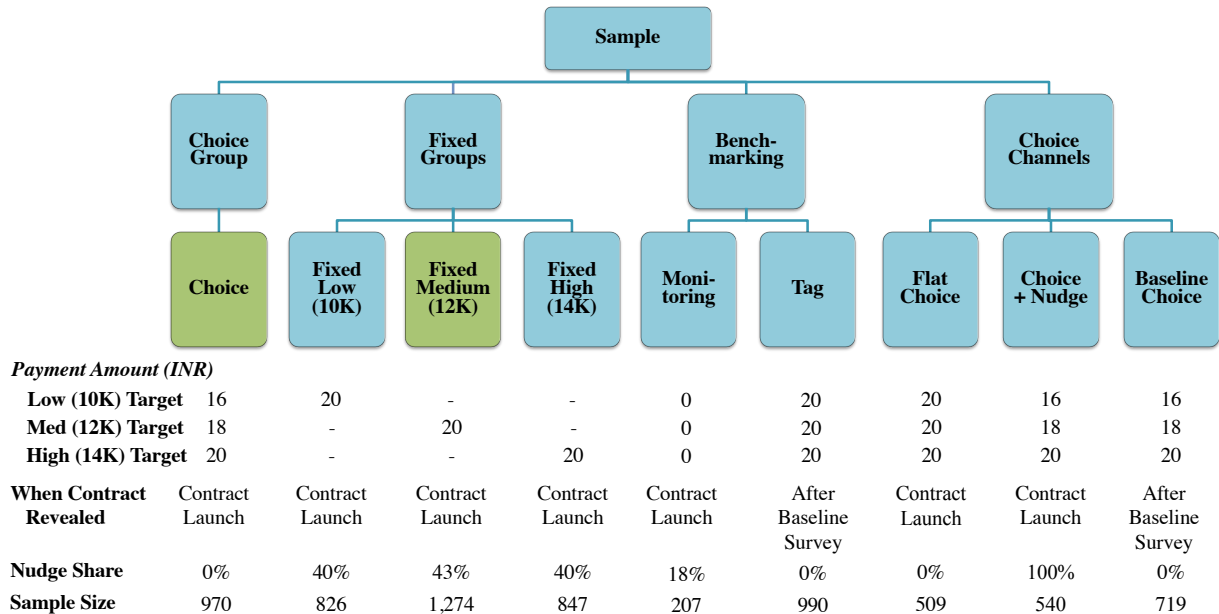 Sample
Choice
Group
Fixed
Groups
Bench-
marking
Choice
Channels
Choice
Fixed
Low
(10K)
Fixed
Medium
(12K)
Fixed
High
(14K)
Moni-
toring
Tag
Flat
Choice
Choice
+ Nudge
Baseline
Choice
Payment Amount (INR)
Low (10K) Target 16 20 - - 0 20 20 16 16
Med (12K) Target 18 - 20 - 0 20 20 18 18
High (14K) Target 20 - - 20 0 20 20 20 20
When Contract Contract Contract Contract Contract Contract After Contract Contract After
Revealed Launch Launch Launch Launch Launch Baseline Launch Launch Baseline
Survey Survey
Nudge Share 0% 40% 43% 40% 18% 0% 0% 100% 0%
Sample Size 970 826 1,274 847 207 990 509 540 719